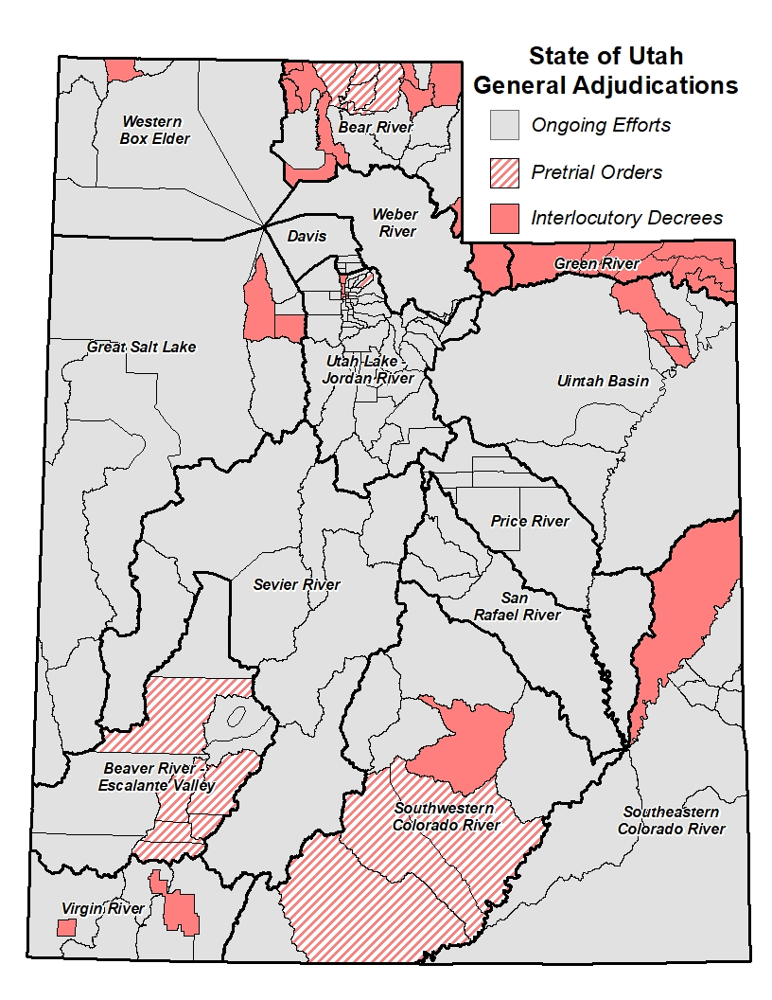 State of Utah
General Adjudications
Ongoing Efforts
Pretrial Orders
Interlocutory Decrees
Western
Box Elder
Bear River
Weber
River
Davis
Green River
Great Salt Lake
Utah Lake -
Jordan River
Uintah Basin
Price River
Sevier River
San
Rafael River
Beaver River -
Escalante Valley
Southwestern
Colorado River
Southeastern
Colorado River
Virgin River